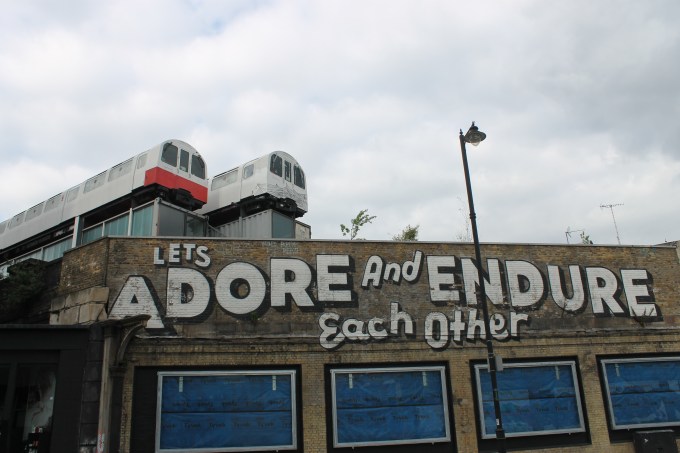 LETS
ADORE And ENDURE
Each Other